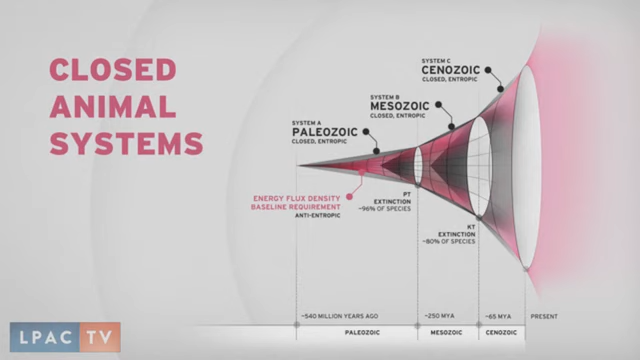 CLOSED
ANIMAL
SYSTEMS
SYSTEM C
CENOZOIC
CLOSED, ENTROPIC
SYSTEM B
MESOZOIC
CLOSED, ENTROPIC
SYSTEM A
PALEOZOIC
CLOSED, ENTROPIC
ENERGY FLUX DENSITY
BASELINE REQUIREMENT
ANTI-ENTROPIC
PT
EXTINCTION
~96% OF SPECIES
KT
EXTINCTION
~80% OF SPECIES
~540 MILLION YEARS AGO
~250 MYA
~65 MYA
PRESENT
PALEOZOIC
MESOZOIC
CENOZOIC
LPAC TV